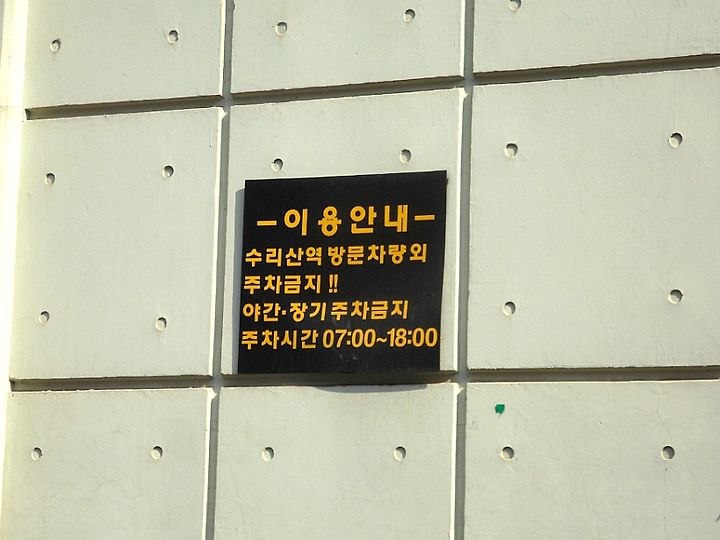 －이용안내－
수리산역 방문차량외
주차금지 !!
야간·장기 주차금지
주차시간 07:00~18:00